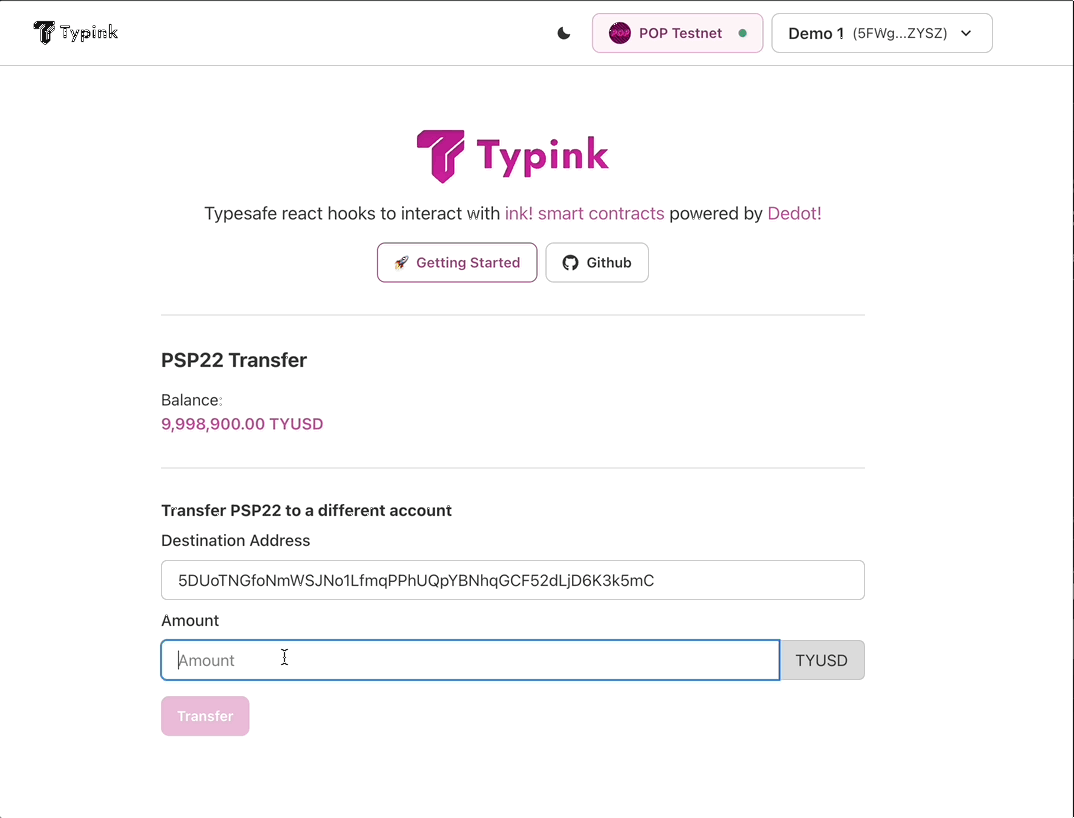 Typink
POP POP Testnet
Demo 1 (5FWg...ZYSZ)
Typink
Typesafe react hooks to interact with ink! smart contracts powered by Dedot!
Getting Started
Github
PSP22 Transfer
Balance:
9,998,900.00 TYUSD
Transfer PSP22 to a different account
Destination Address
5DUoTNGfoNmWSJNo1LfmqPPhUQpYBNhqGCF52dLjD6K3k5mC
Amount
Amount TYUSD
Transfer